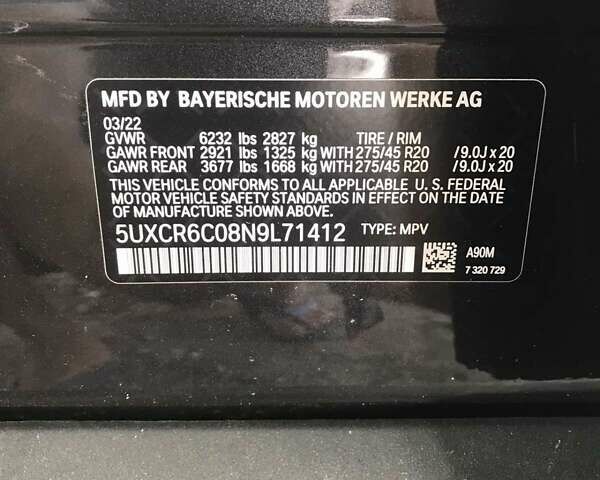 MFD BY BAYERISCHE MOTOREN WERKE AG
03/22
GVWR 6232 lbs 2827 kg TIRE / RIM
GAWR FRONT 2921 lbs 1325 kg WITH 275/45 R20 /9.0J x 20
GAWR REAR 3677 lbs 1668 kg WITH 275/45 R20 /9.0J x 20
THIS VEHICLE CONFORMS TO ALL APPLICABLE U. S. FEDERAL
MOTOR VEHICLE SAFETY STANDARDS IN EFFECT ON THE DATE
OF MANUFACTURE SHOWN ABOVE.
5UXCR6C08N9L71412 TYPE: MPV
A90M
7 320 729